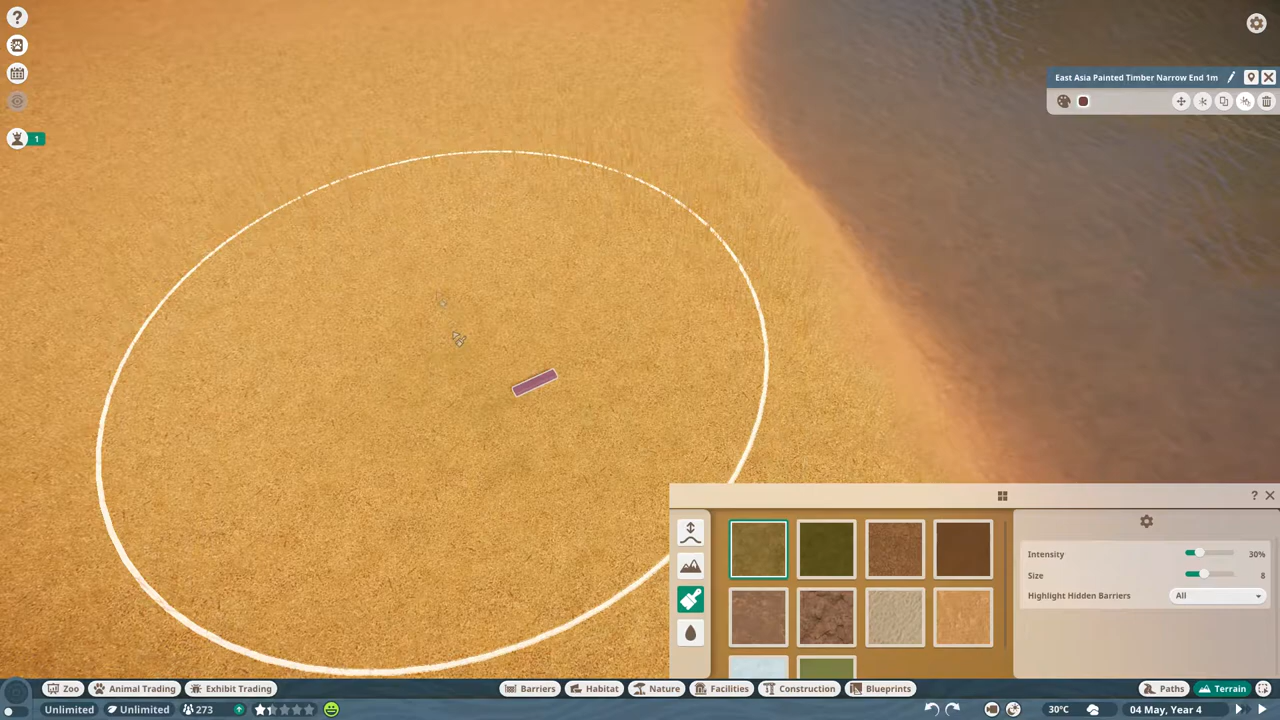 ?
East Asia Painted Timber Narrow End 1m
1
?
Intensity 30%
Size 8
Highlight Hidden Barriers All
Zoo Animal Trading Exhibit Trading Barriers Habitat Nature Facilities Construction Blueprints Paths Terrain
Unlimited Unlimited 273 30°C 04 May, Year 4